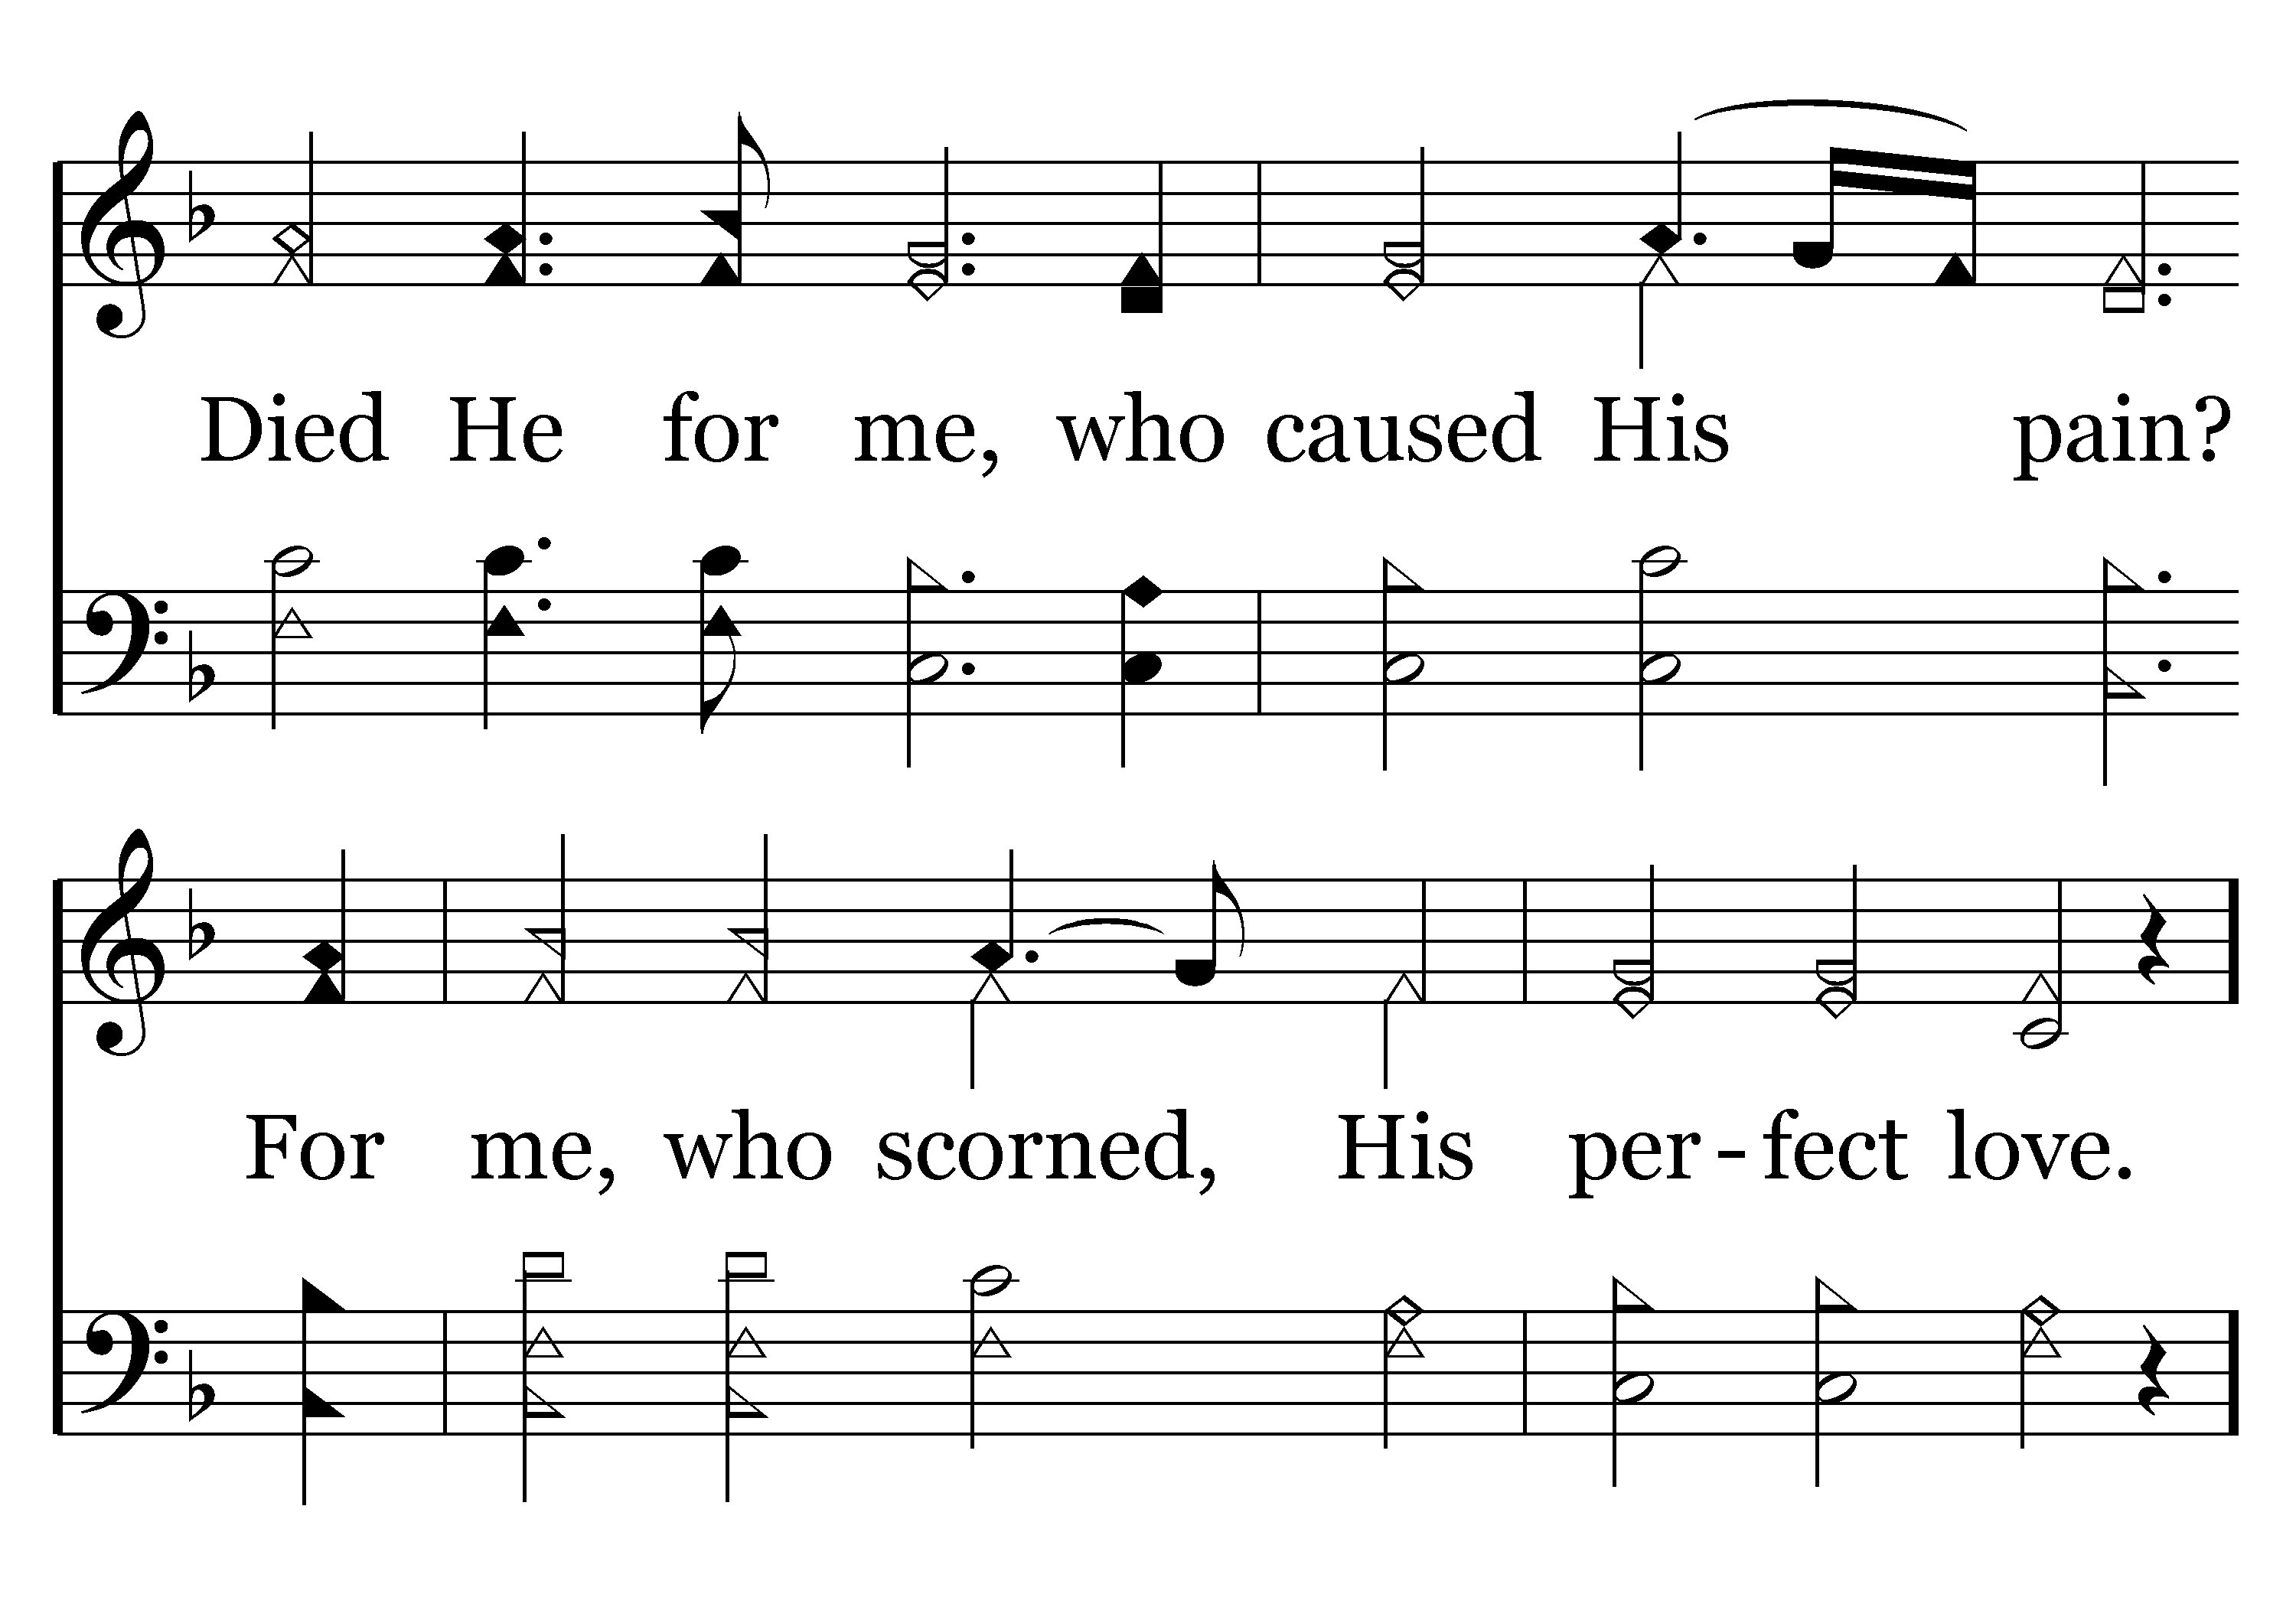 Died He for me, who caused His pain?
For me, who scorned, His per-fect love.